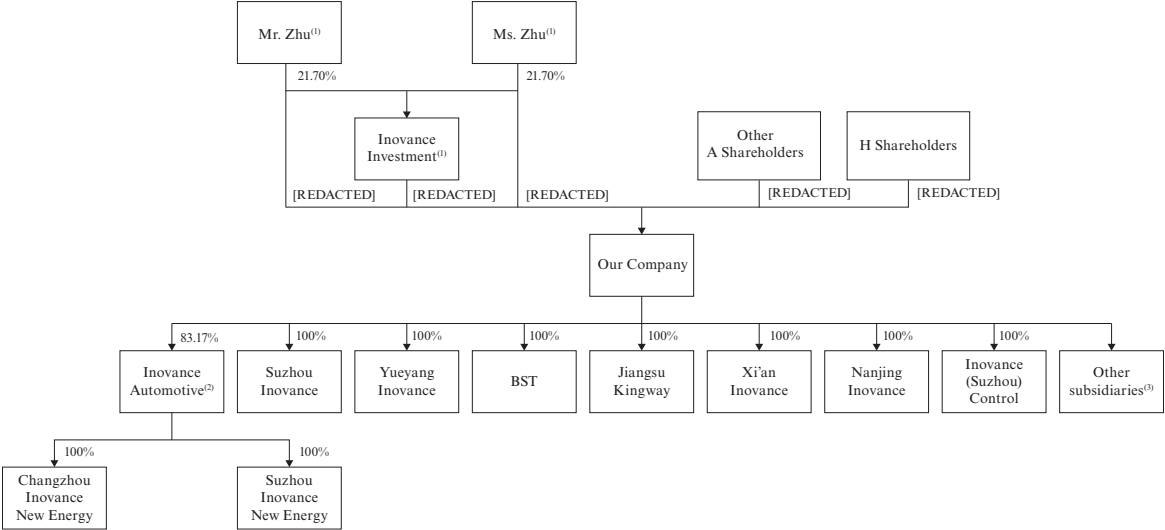 Mr. Zhu(1)
Ms. Zhu(1)
21.70%
21.70%
Inovance
Investment(1)
Other
A Shareholders
H Shareholders
[REDACTED]
[REDACTED]
[REDACTED]
[REDACTED]
[REDACTED]
Our Company
83.17%
100%
100%
100%
100%
100%
100%
100%
Inovance
Automotive(2)
Suzhou
Inovance
Yueyang
Inovance
BST
Jiangsu
Kingway
Xi'an
Inovance
Nanjing
Inovance
Inovance
(Suzhou)
Control
Other
subsidiaries(3)
100%
100%
Changzhou
Inovance
New Energy
Suzhou
Inovance
New Energy